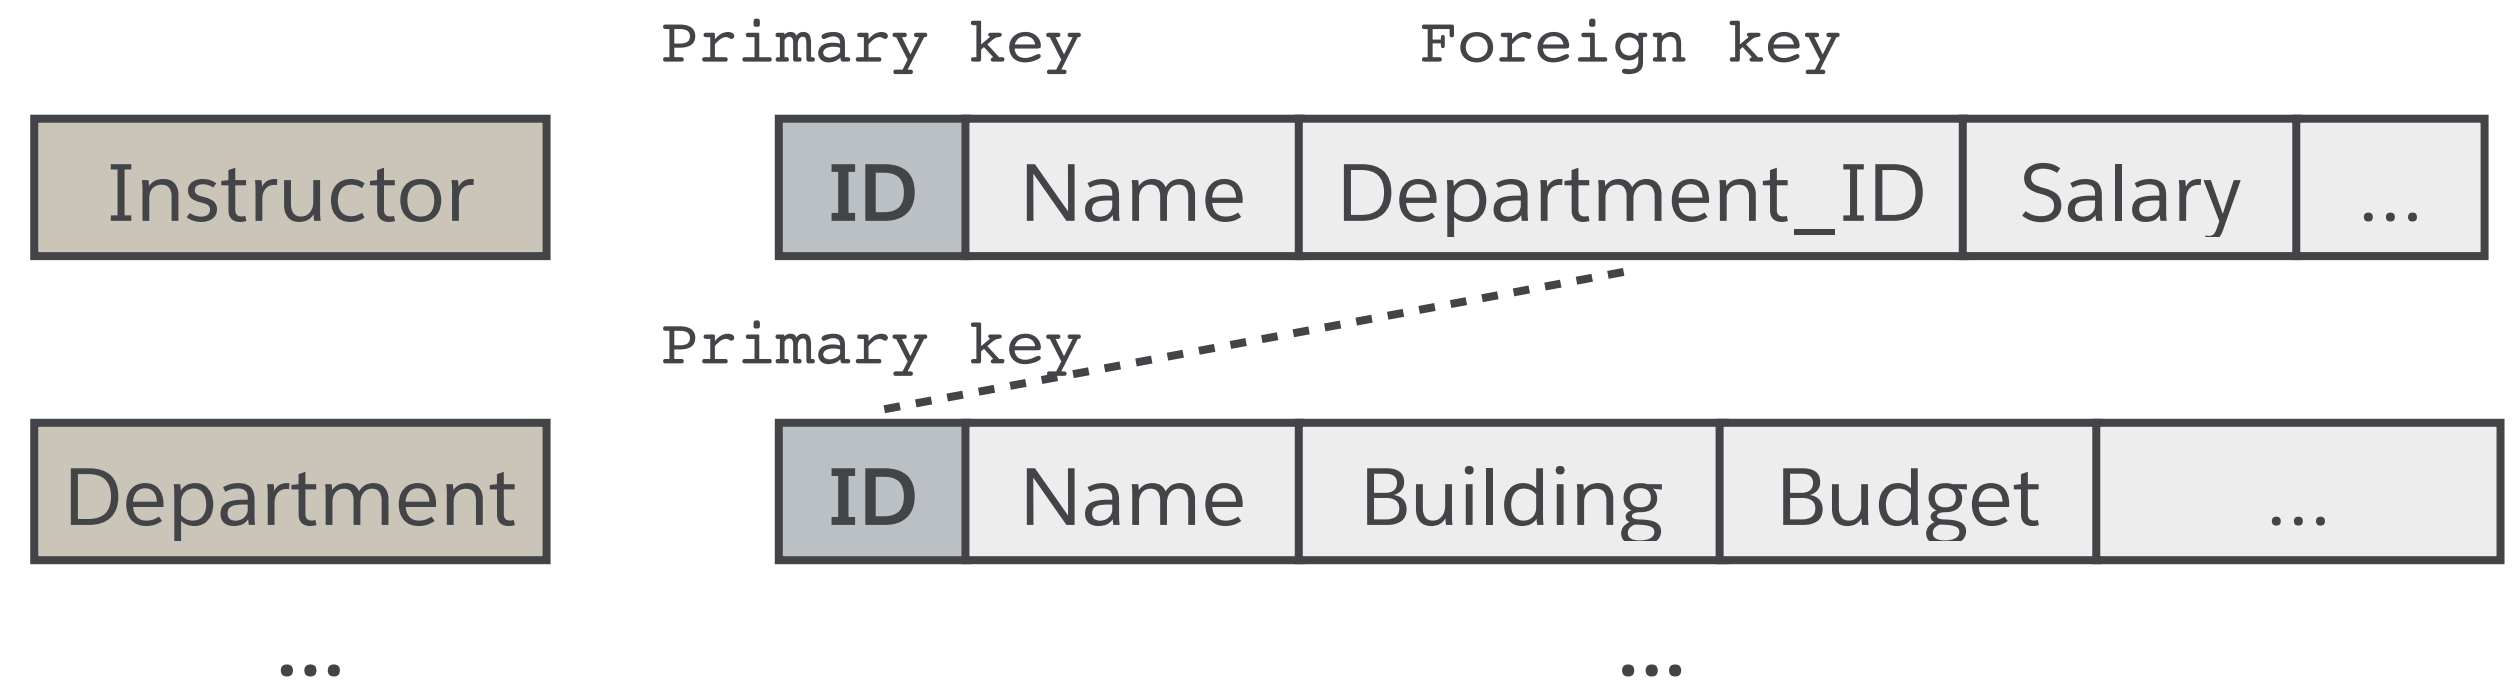 Primary key Foreign key
Instructor ID Name Department_ID Salary ...
Primary key
Department ID Name Building Budget ...
... ...